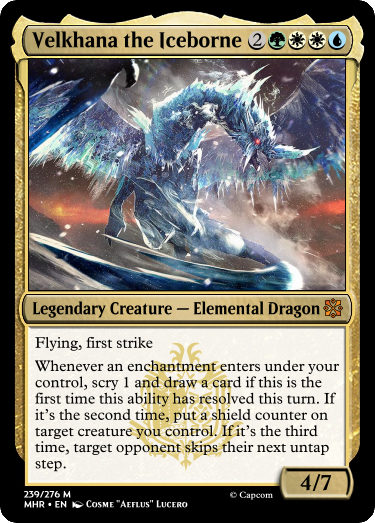 Velkhana the Iceborne 2
Legendary Creature — Elemental Dragon
Flying, first strike
Whenever an enchantment enters under your
control, scry 1 and draw a card if this is the
first time this ability has resolved this turn. If
it's the second time, put a shield counter on
target creature you control. If it's the third
time, target opponent skips their next untap
step.
4/7
239/276 M
MHR • EN Cosme "Aeflus" Lucero
© Capcom